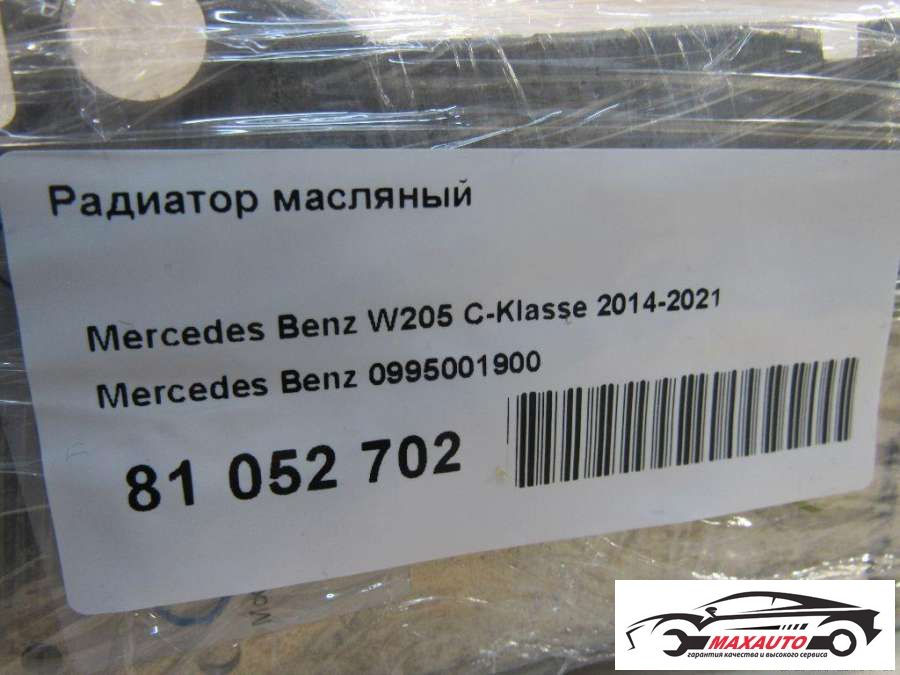 Радиатор масляный
Mercedes Benz W205 C-Klasse 2014-2021
Mercedes Benz 0995001900
81 052 702
MAXAUTO
гарантия качества и высокого сервиса